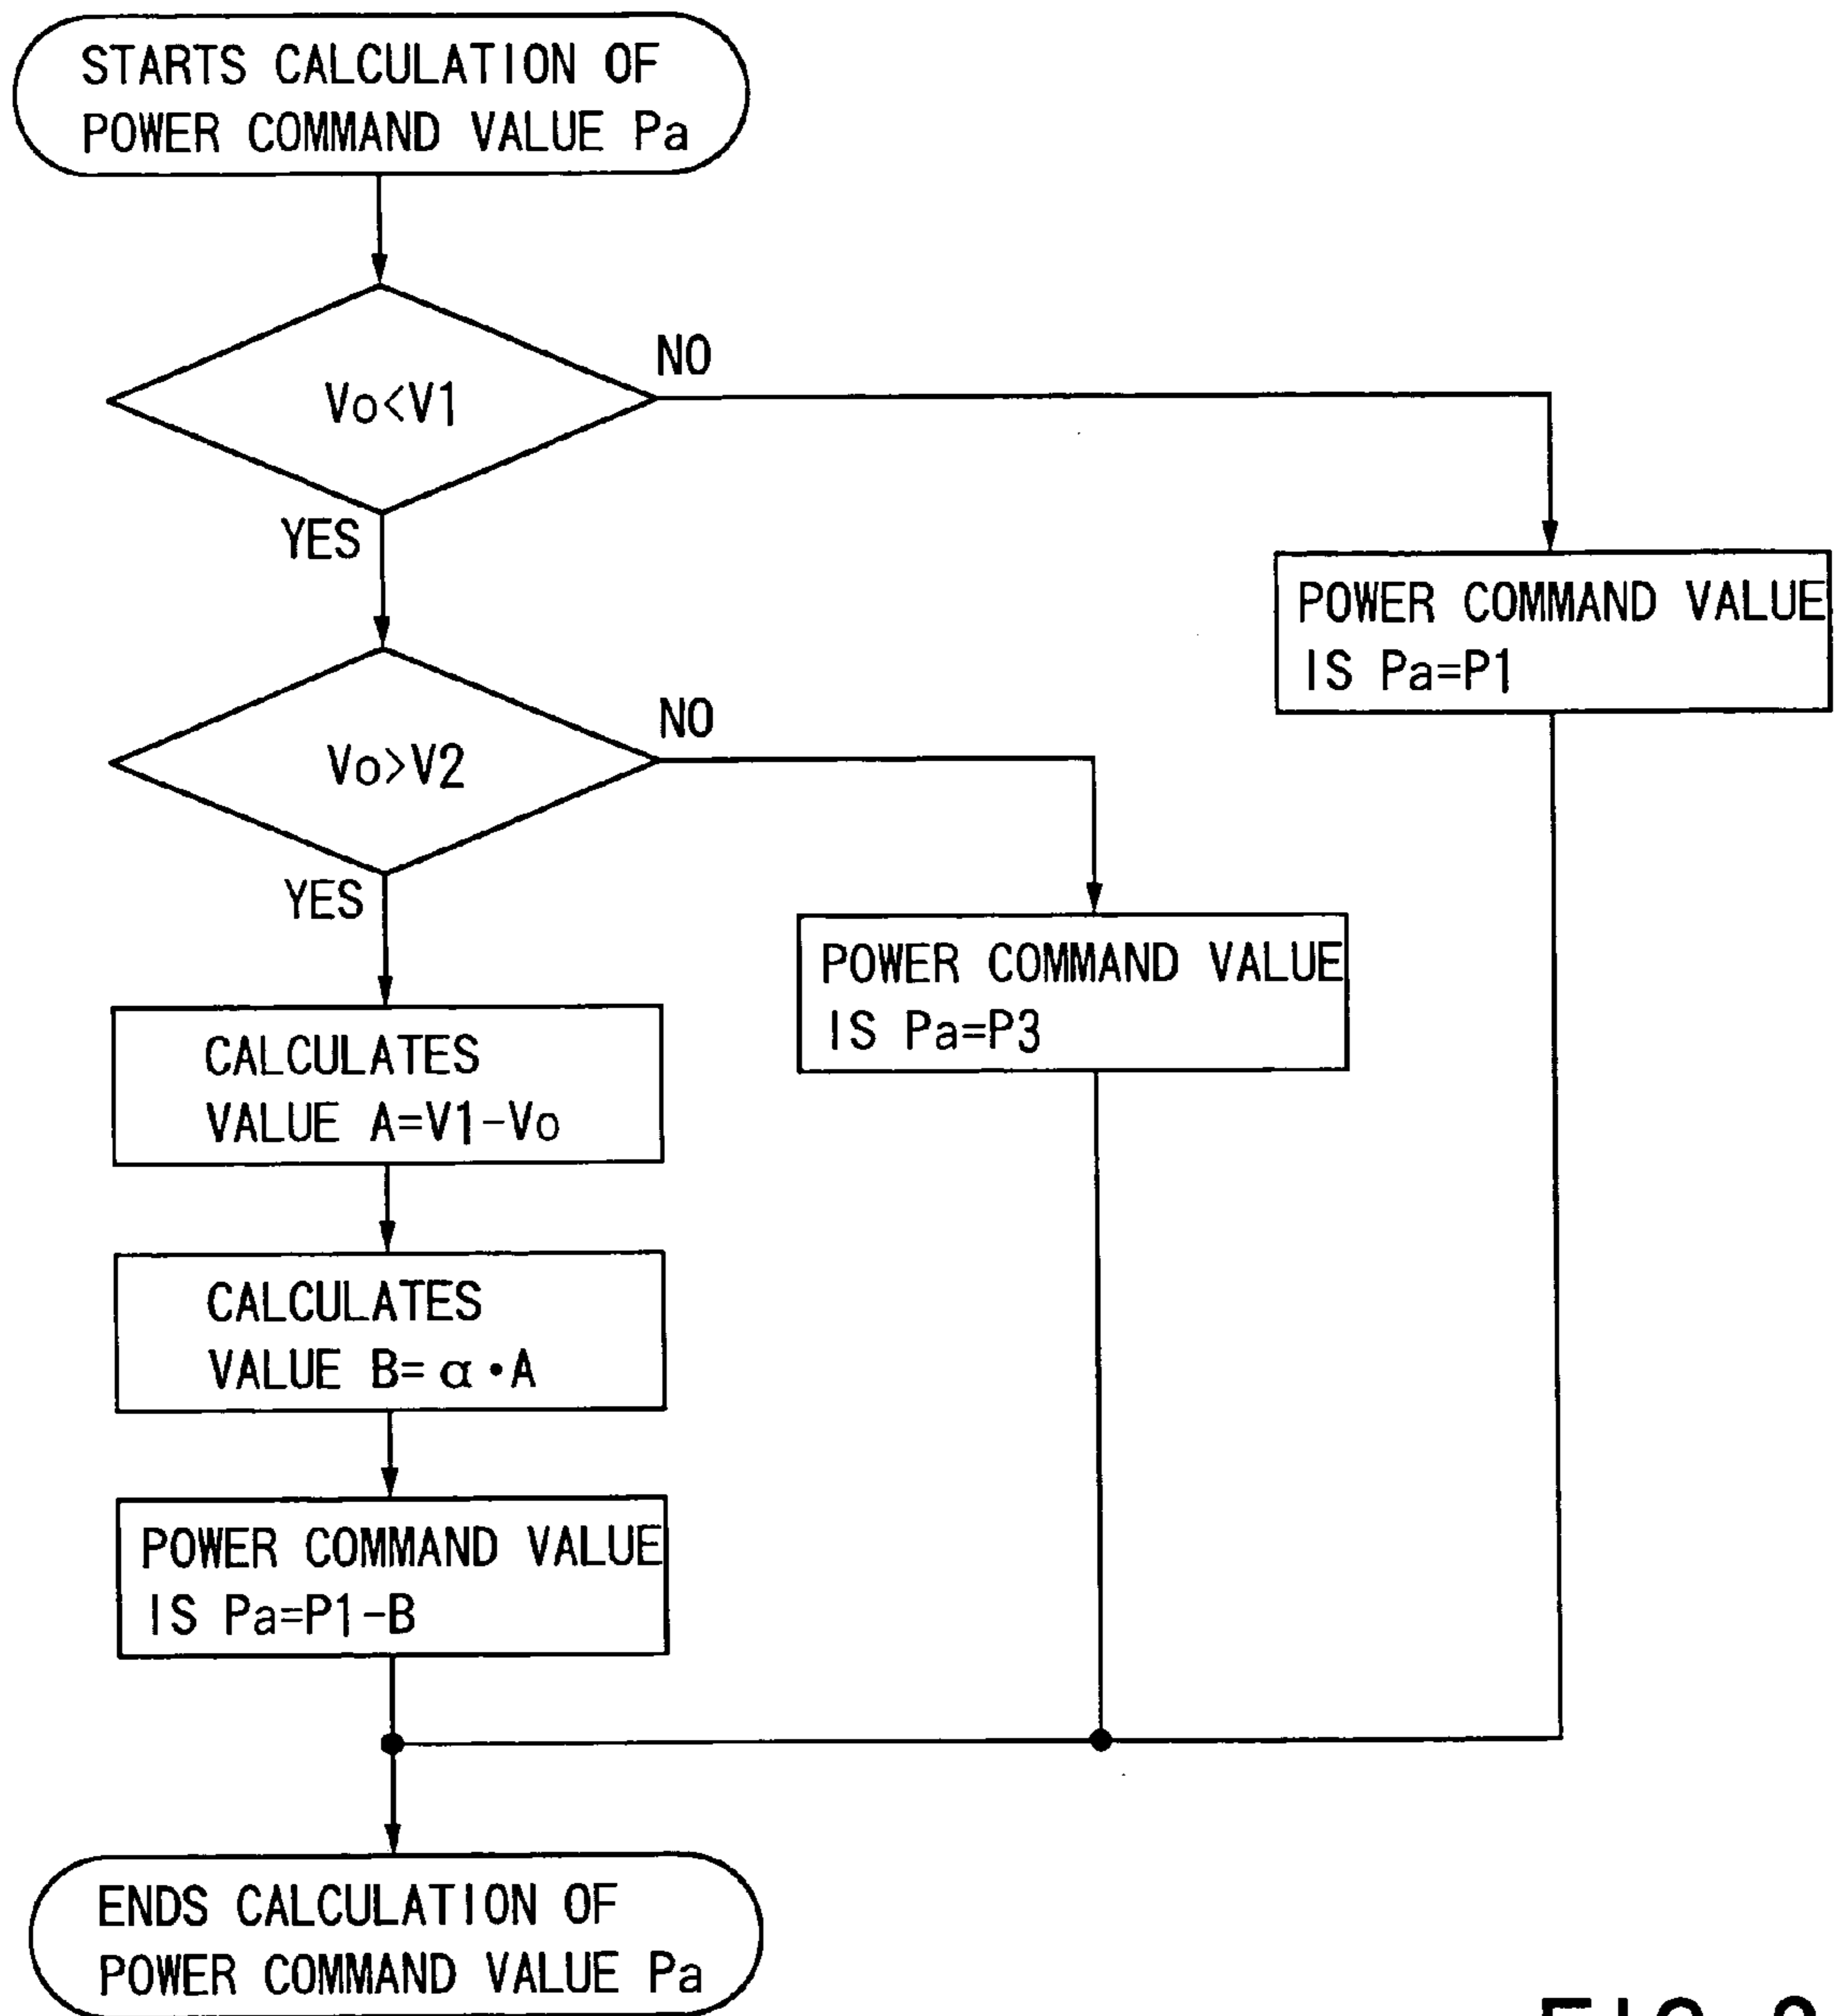 STARTS CALCULATION OF
POWER COMMAND VALUE Pa
Vo<V1
NO
YES
POWER COMMAND VALUE
IS Pa=P1
Vo>V2
NO
YES
POWER COMMAND VALUE
IS Pa=P3
CALCULATES
VALUE A=V1-Vo
CALCULATES
VALUE B=α・A
POWER COMMAND VALUE
IS Pa=P1-B
ENDS CALCULATION OF
POWER COMMAND VALUE Pa